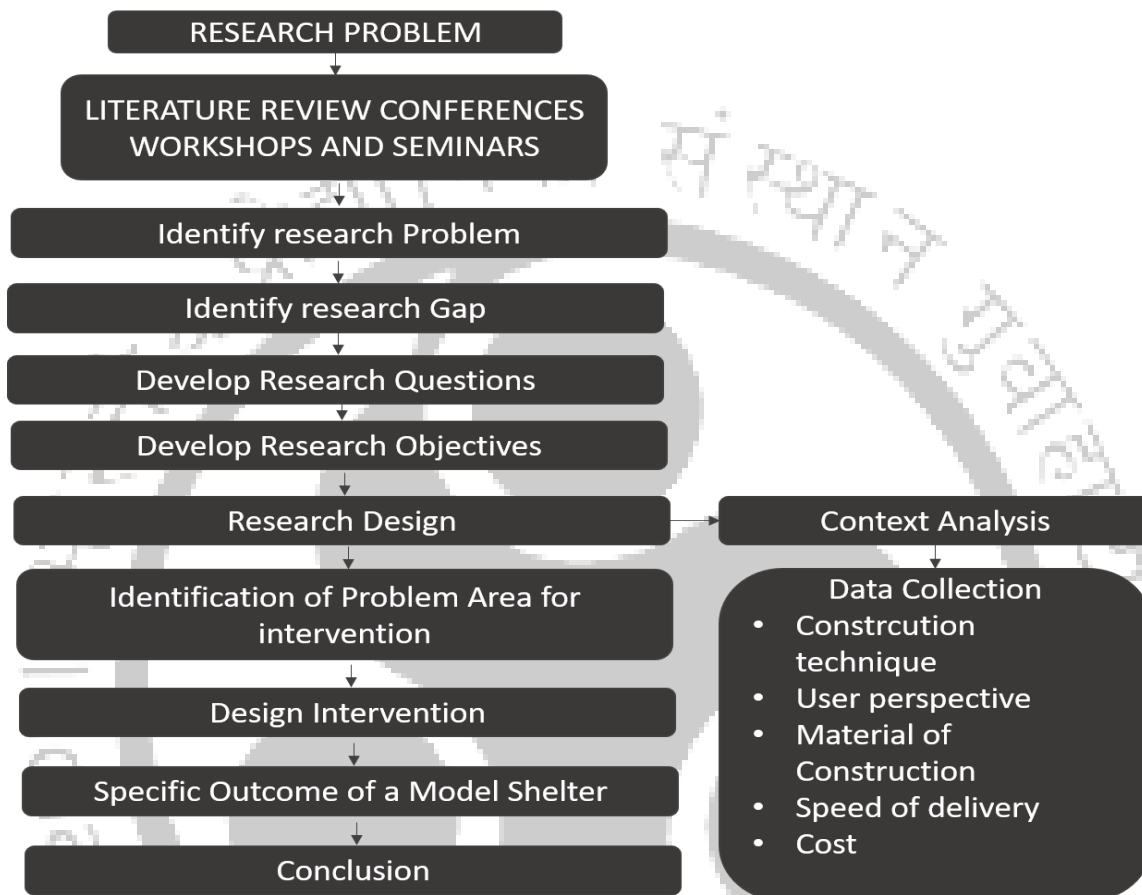 RESEARCH PROBLEM
LITERATURE REVIEW CONFERENCES
WORKSHOPS AND SEMINARS
Identify research Problem
Identify research Gap
Develop Research Questions
Develop Research Objectives
Research Design
Context Analysis
Identification of Problem Area for
intervention
Design Intervention
Specific Outcome of a Model Shelter
Conclusion
Data Collection
• Constrcution
technique
• User perspective
• Material of
Construction
• Speed of delivery
• Cost